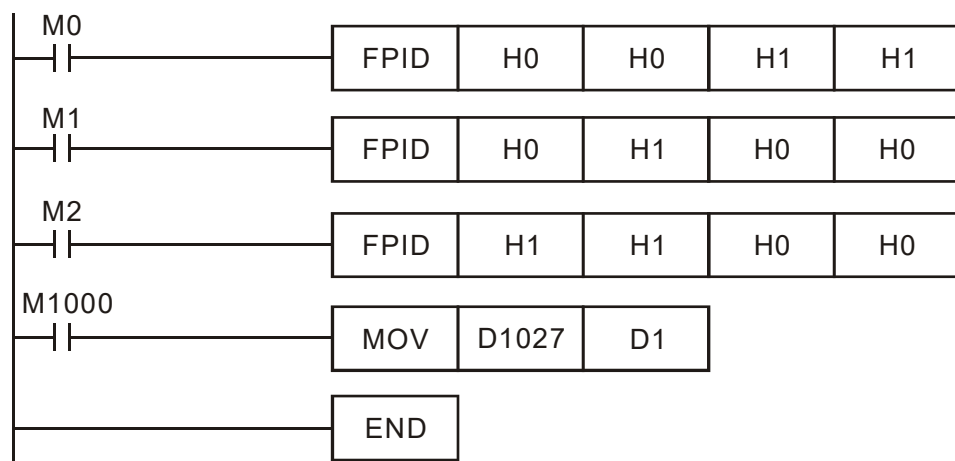 M0
FPID H0 H0 H1 H1
M1
FPID H0 H1 H0 H0
M2
FPID H1 H1 H0 H0
M1000
MOV D1027 D1
END